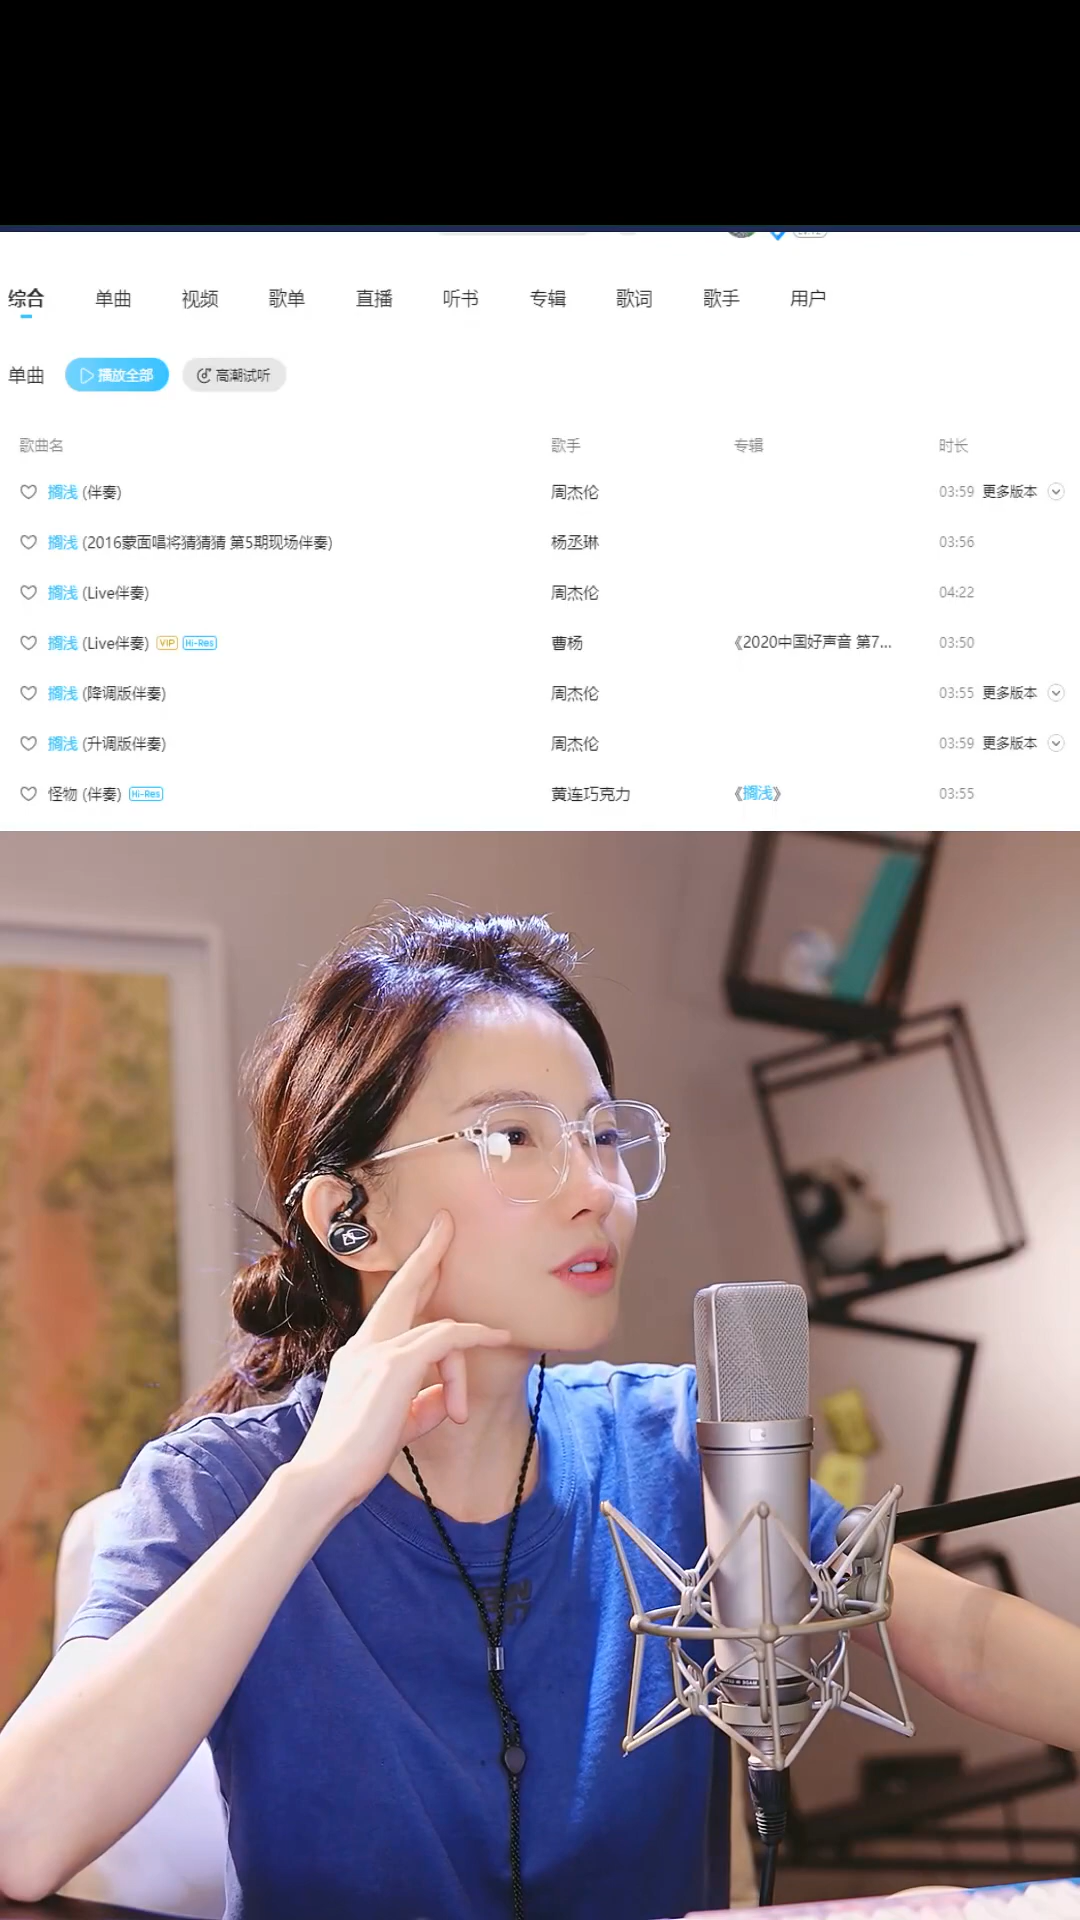 综合 单曲 视频 歌单 直播 听书 专辑 歌词 歌手 用户
单曲 播放全部 高潮试听
歌曲名 歌手 专辑 时长
搁浅 (伴奏) 周杰伦 03:59 更多版本
搁浅 (2016蒙面唱将猜猜猜 第5期现场伴奏) 杨丞琳 03:56
搁浅 (Live伴奏) 周杰伦 04:22
搁浅 (Live伴奏) VIP Hi-Res 曹杨 《2020中国好声音 第7... 03:50
搁浅 (降调版伴奏) 周杰伦 03:55 更多版本
搁浅 (升调版伴奏) 周杰伦 03:59 更多版本
怪物 (伴奏) Hi-Res 黄连巧克力 《搁浅》 03:55